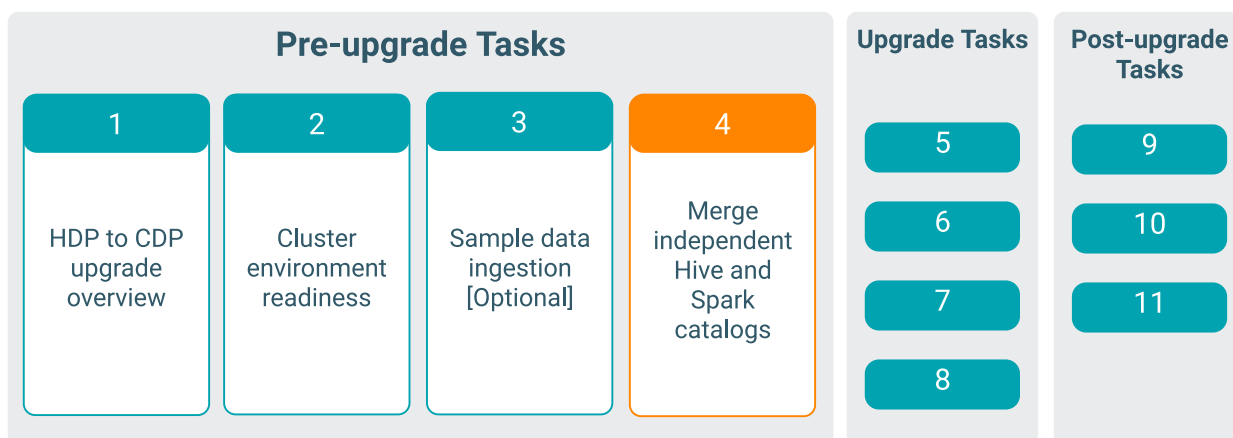 Pre-upgrade Tasks
1
HDP to CDP
upgrade
overview
2
Cluster
environment
readiness
3
Sample data
ingestion
[Optional]
4
Merge
independent
Hive and
Spark
catalogs
Upgrade Tasks
5
6
7
8
Post-upgrade
Tasks
9
10
11